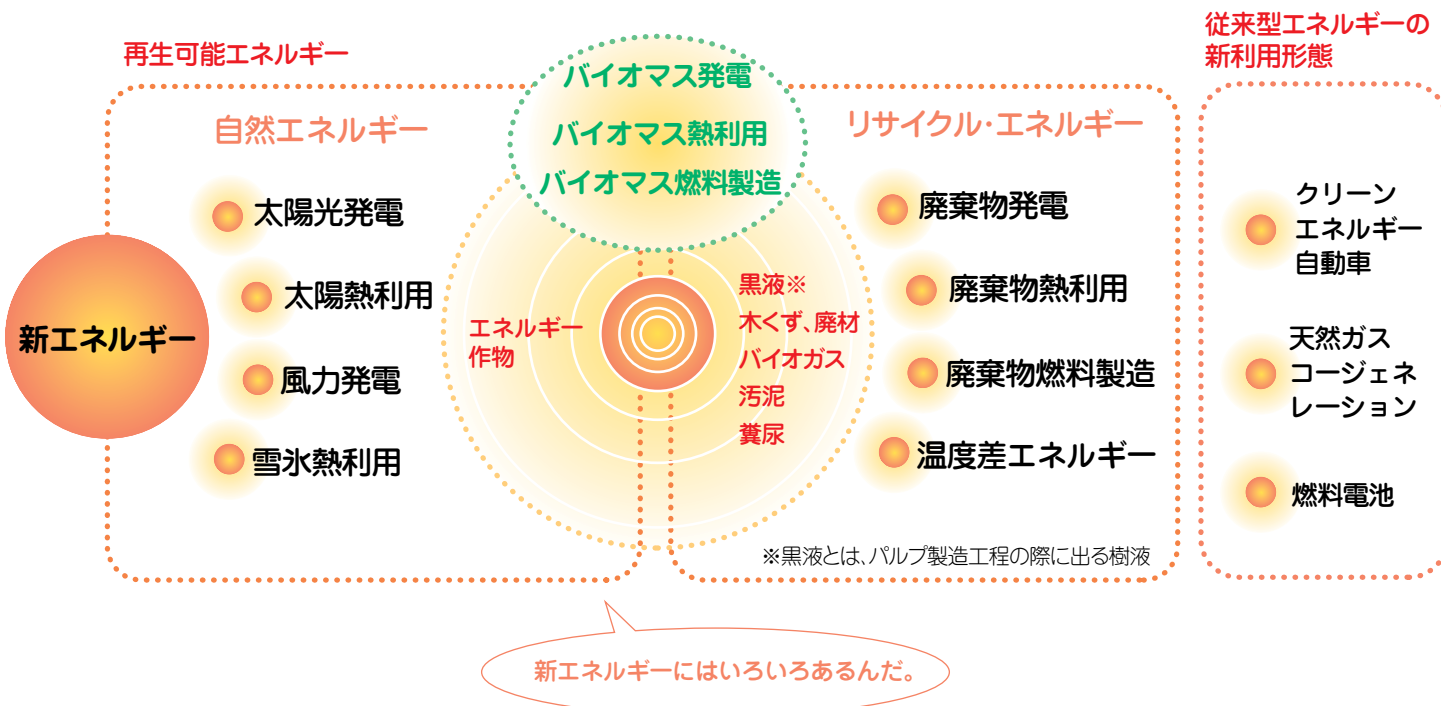 再生可能エネルギー
従来型エネルギーの
新利用形態
自然エネルギー
バイオマス発電
バイオマス熱利用
バイオマス燃料製造
リサイクル・エネルギー
新エネルギー
太陽光発電
太陽熱利用
風力発電
雪氷熱利用
エネルギー
作物
黒液※
木くず、廃材
バイオガス
汚泥
糞尿
廃棄物発電
廃棄物熱利用
廃棄物燃料製造
温度差エネルギー
※黒液とは、パルプ製造工程の際に出る樹液
クリーン
エネルギー
自動車
天然ガス
コージェネ
レーション
燃料電池
新エネルギーにはいろいろあるんだ。